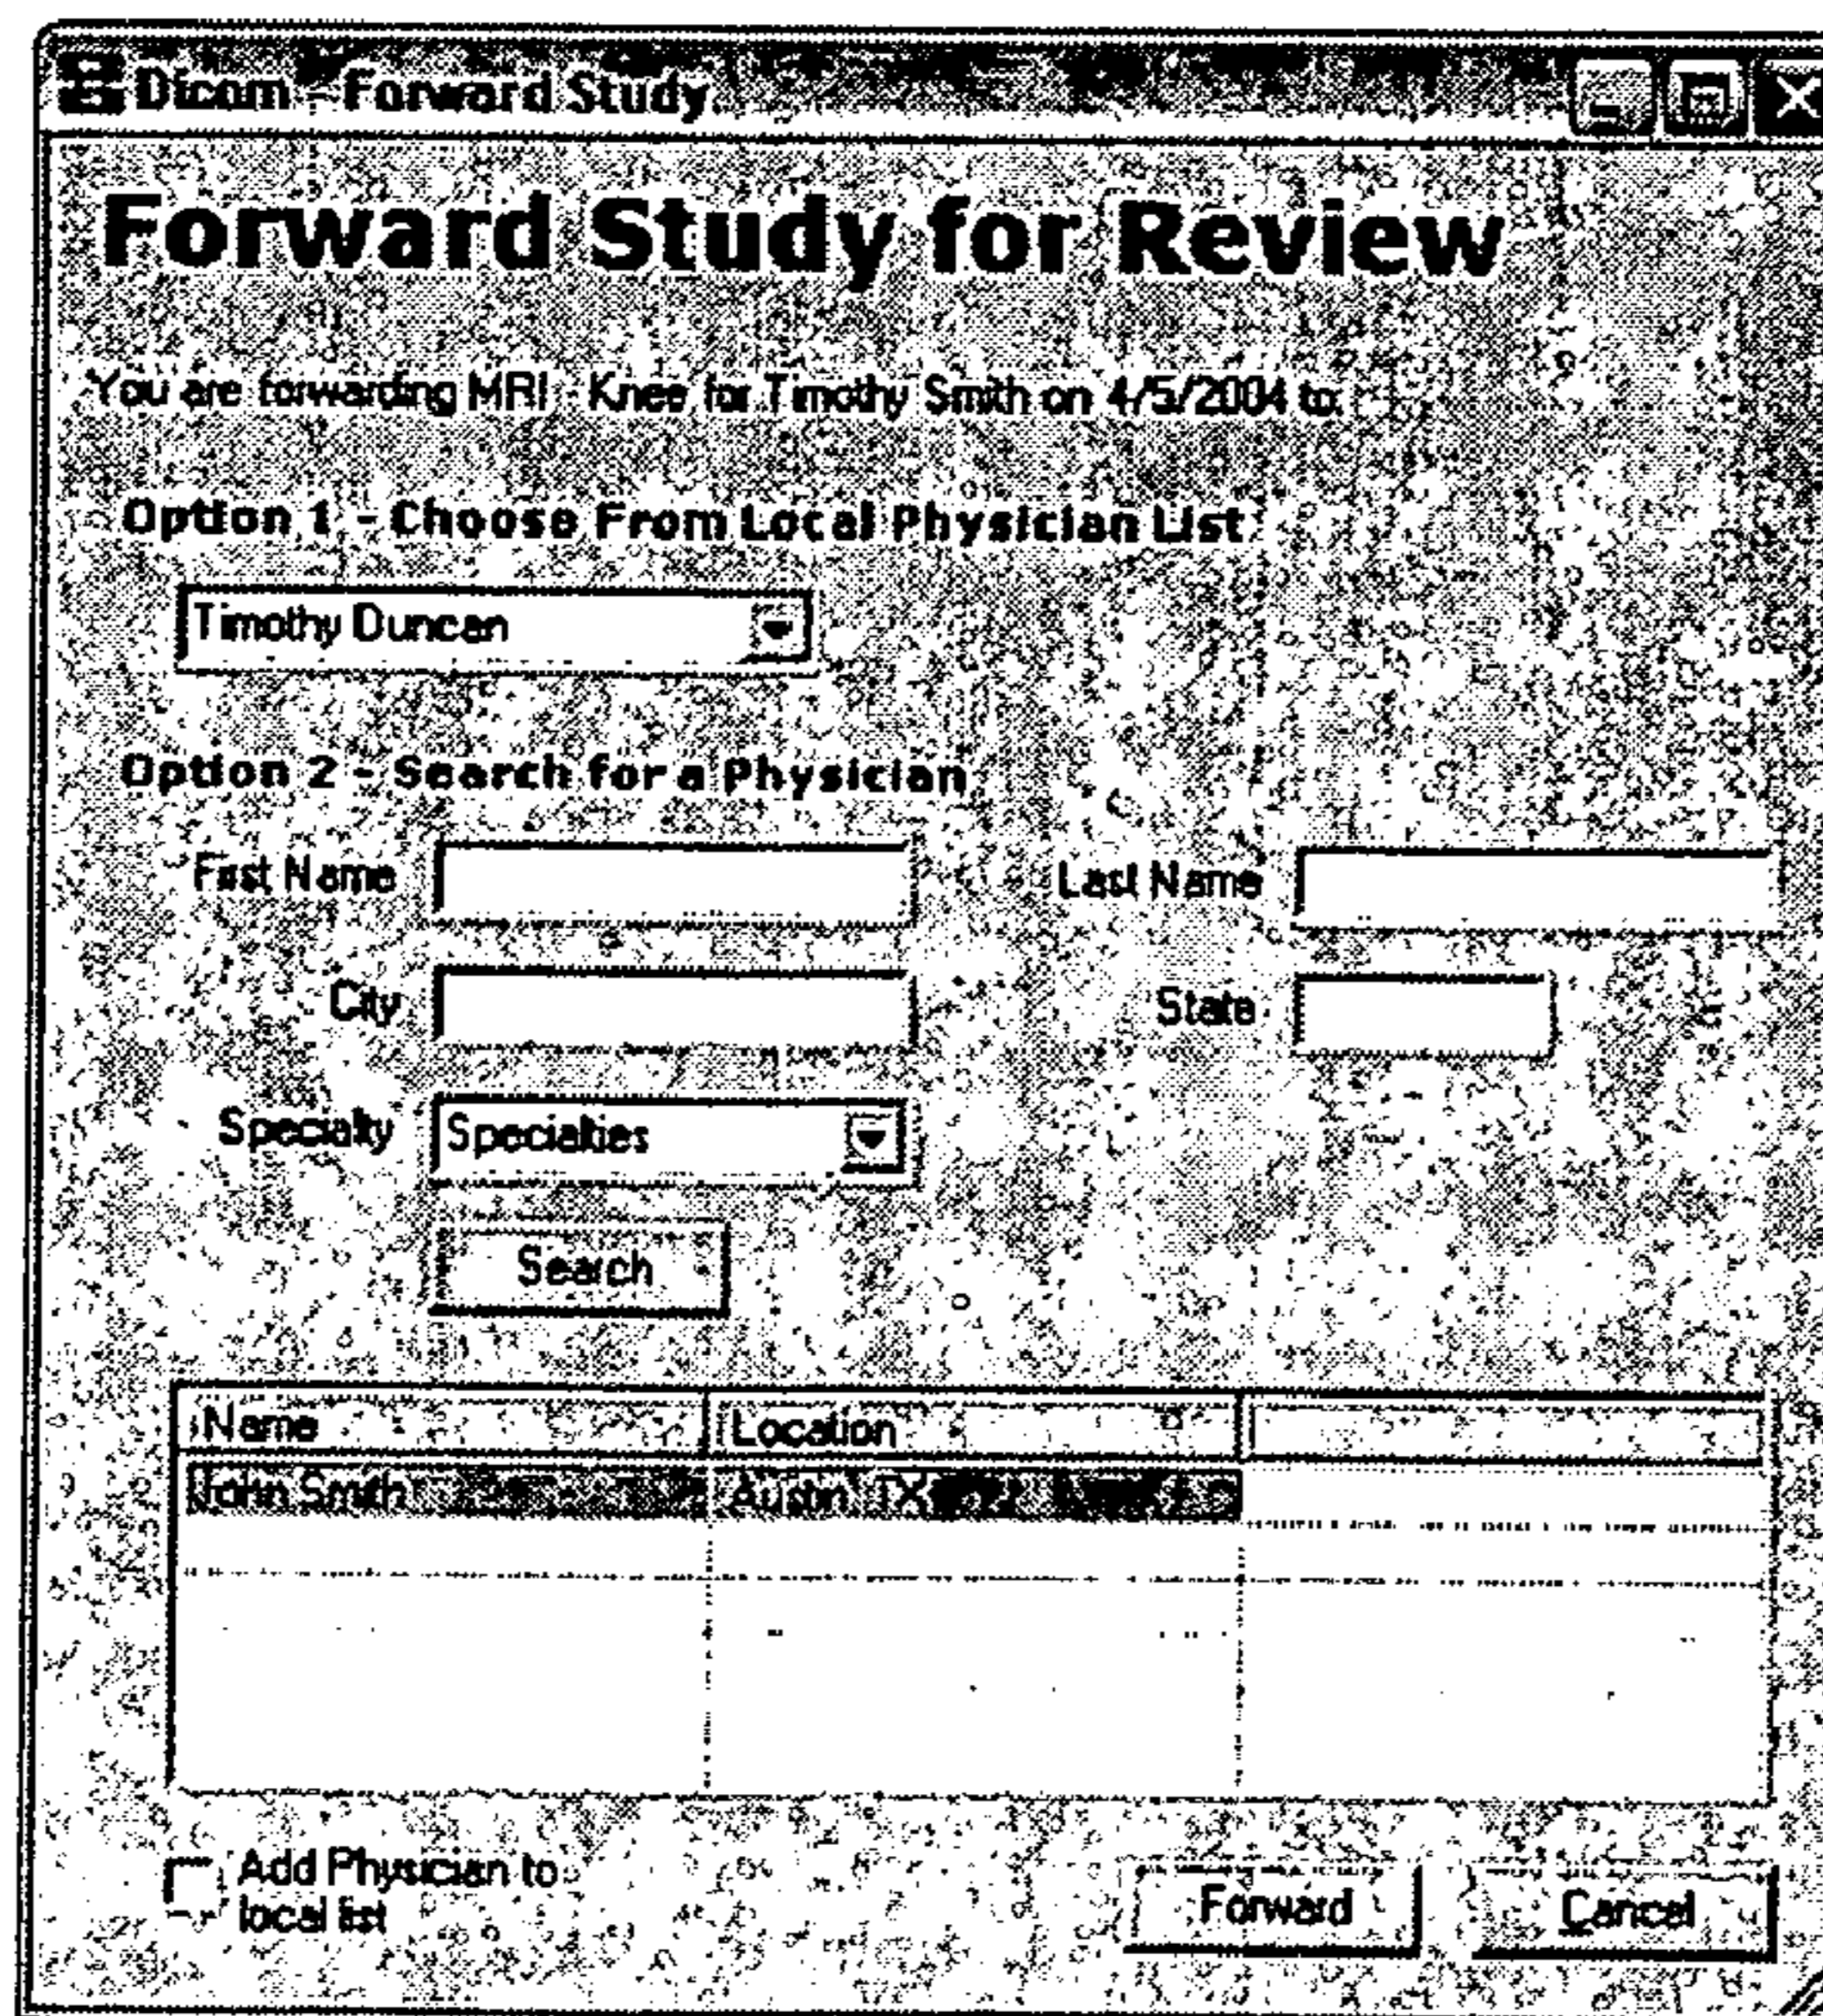 Dicom - Forward Study
Forward Study for Review
You are forwarding MRI - Knee for Timothy Smith on 4/5/2004 to:
Option 1 - Choose From Local Physician List
Timothy Duncan
Option 2 - Search for a Physician
First Name Last Name
City State
Specialty Specialties
Search
Name Location
John Smith Austin, TX
Add Physician to
local list
Forward Cancel